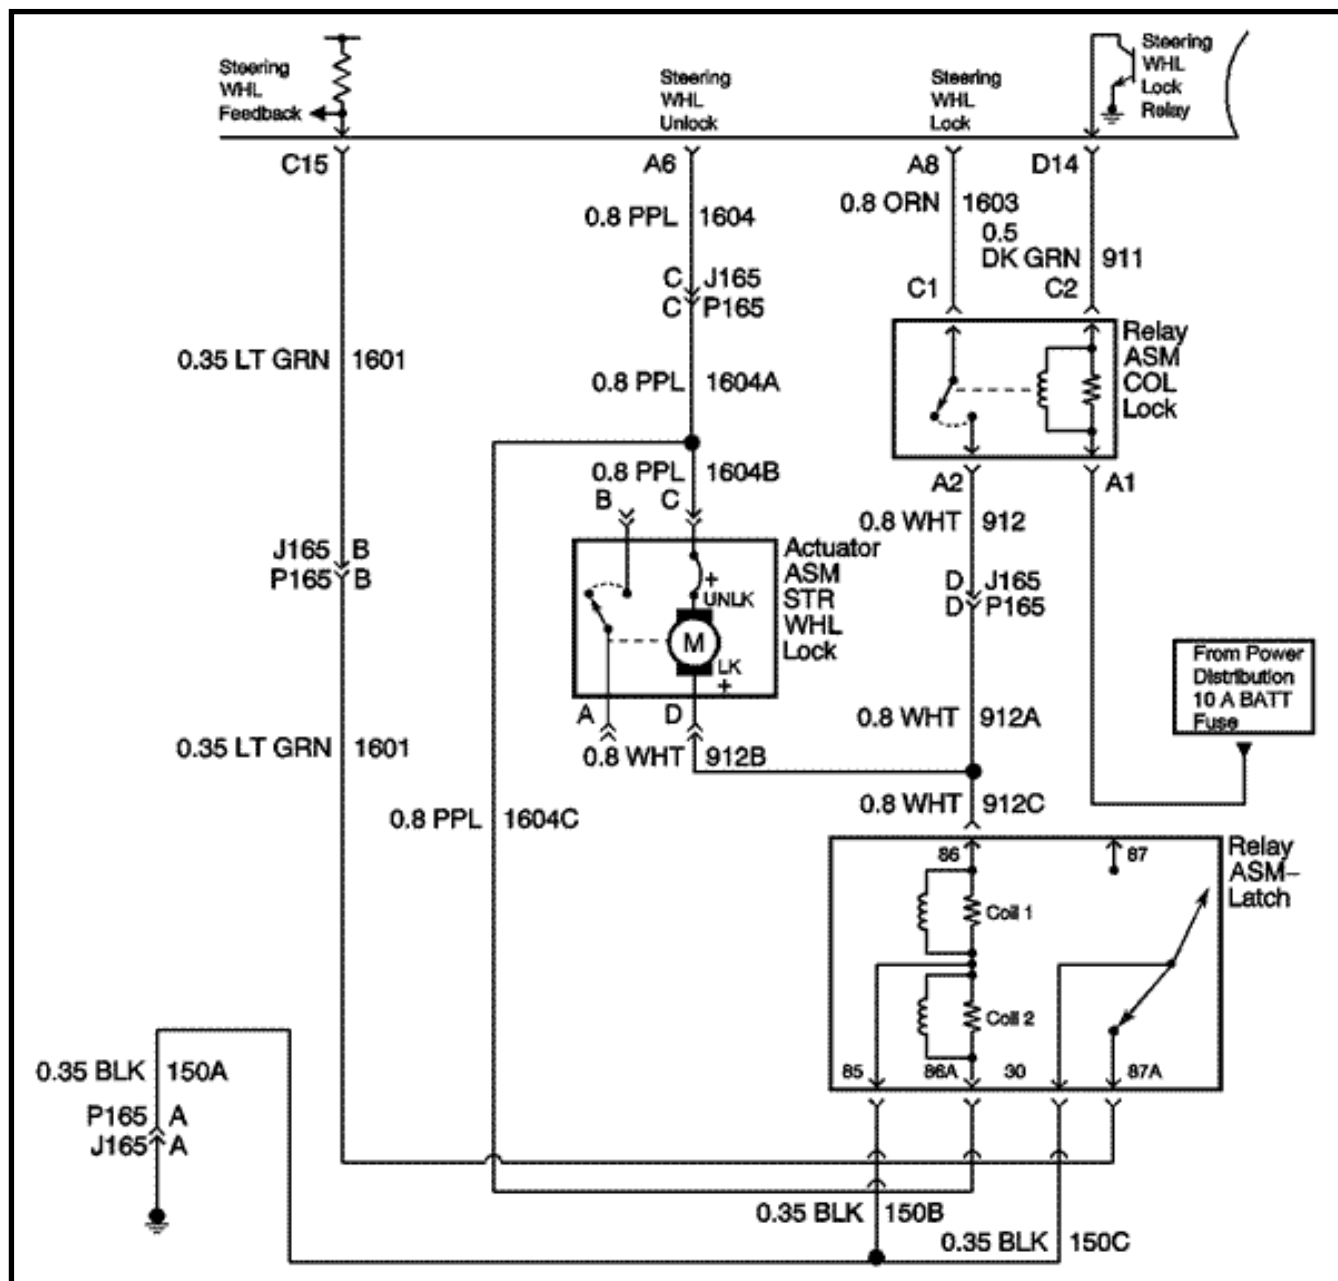 Steering
WHL
Feedback
Steering
WHL
Unlock
Steering
WHL
Lock
Steering
WHL
Lock
Relay
C15
A6
A8
D14
0.8 PPL
1604
0.8 ORN
1603
0.5
DK GRN
911
C
J165
C
P165
C1
C2
0.35 LT GRN
1601
0.8 PPL
1604A
Relay
ASM
COL
Lock
0.8 PPL
1604B
B
C
A2
A1
0.8 WHT
912
J165
B
P165
B
Actuator
ASM
STR
WHL
Lock
+
UNLK
M
LK
+
D
J165
D
P165
From Power
Distribution
10 A BATT
Fuse
A
D
0.35 LT GRN
1601
0.8 WHT
912B
0.8 WHT
912A
0.8 PPL
1604C
0.8 WHT
912C
86
87
Relay
ASM–
Latch
Coil 1
Coil 2
85
86A
30
87A
0.35 BLK
150A
P165
A
J165
A
0.35 BLK
150B
0.35 BLK
150C